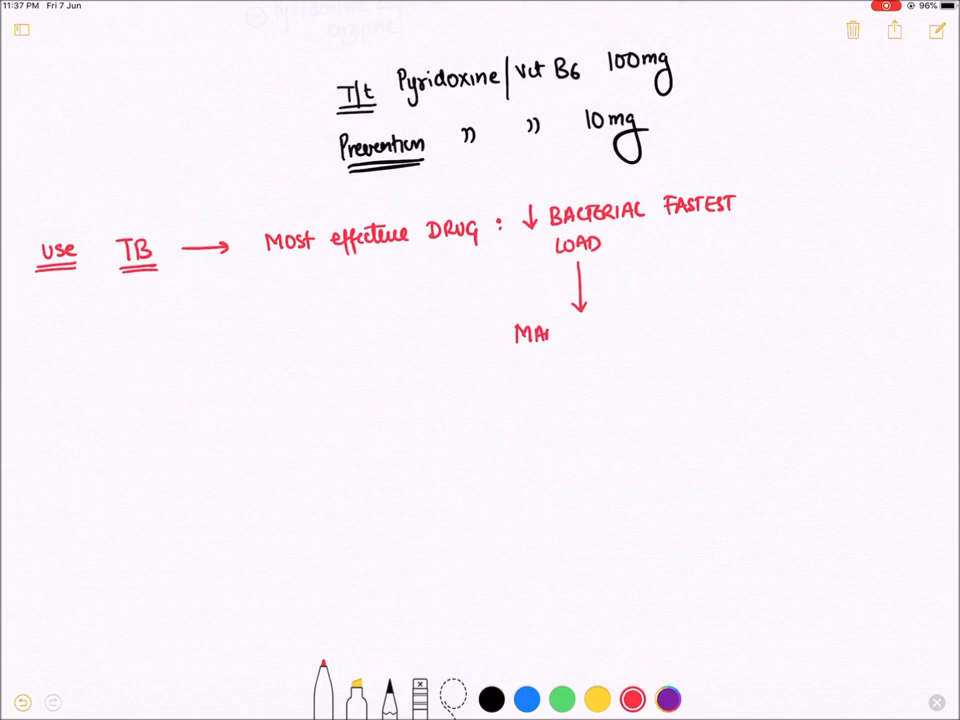 11:37 PM Fri 7 Jun
96%
Pyridoxine
T/t Pyridoxine/Vit B6 100mg
Prevention " " 10mg
USE TB → Most effective DRUG : ↓ BACTERIAL FASTEST
LOAD
↓